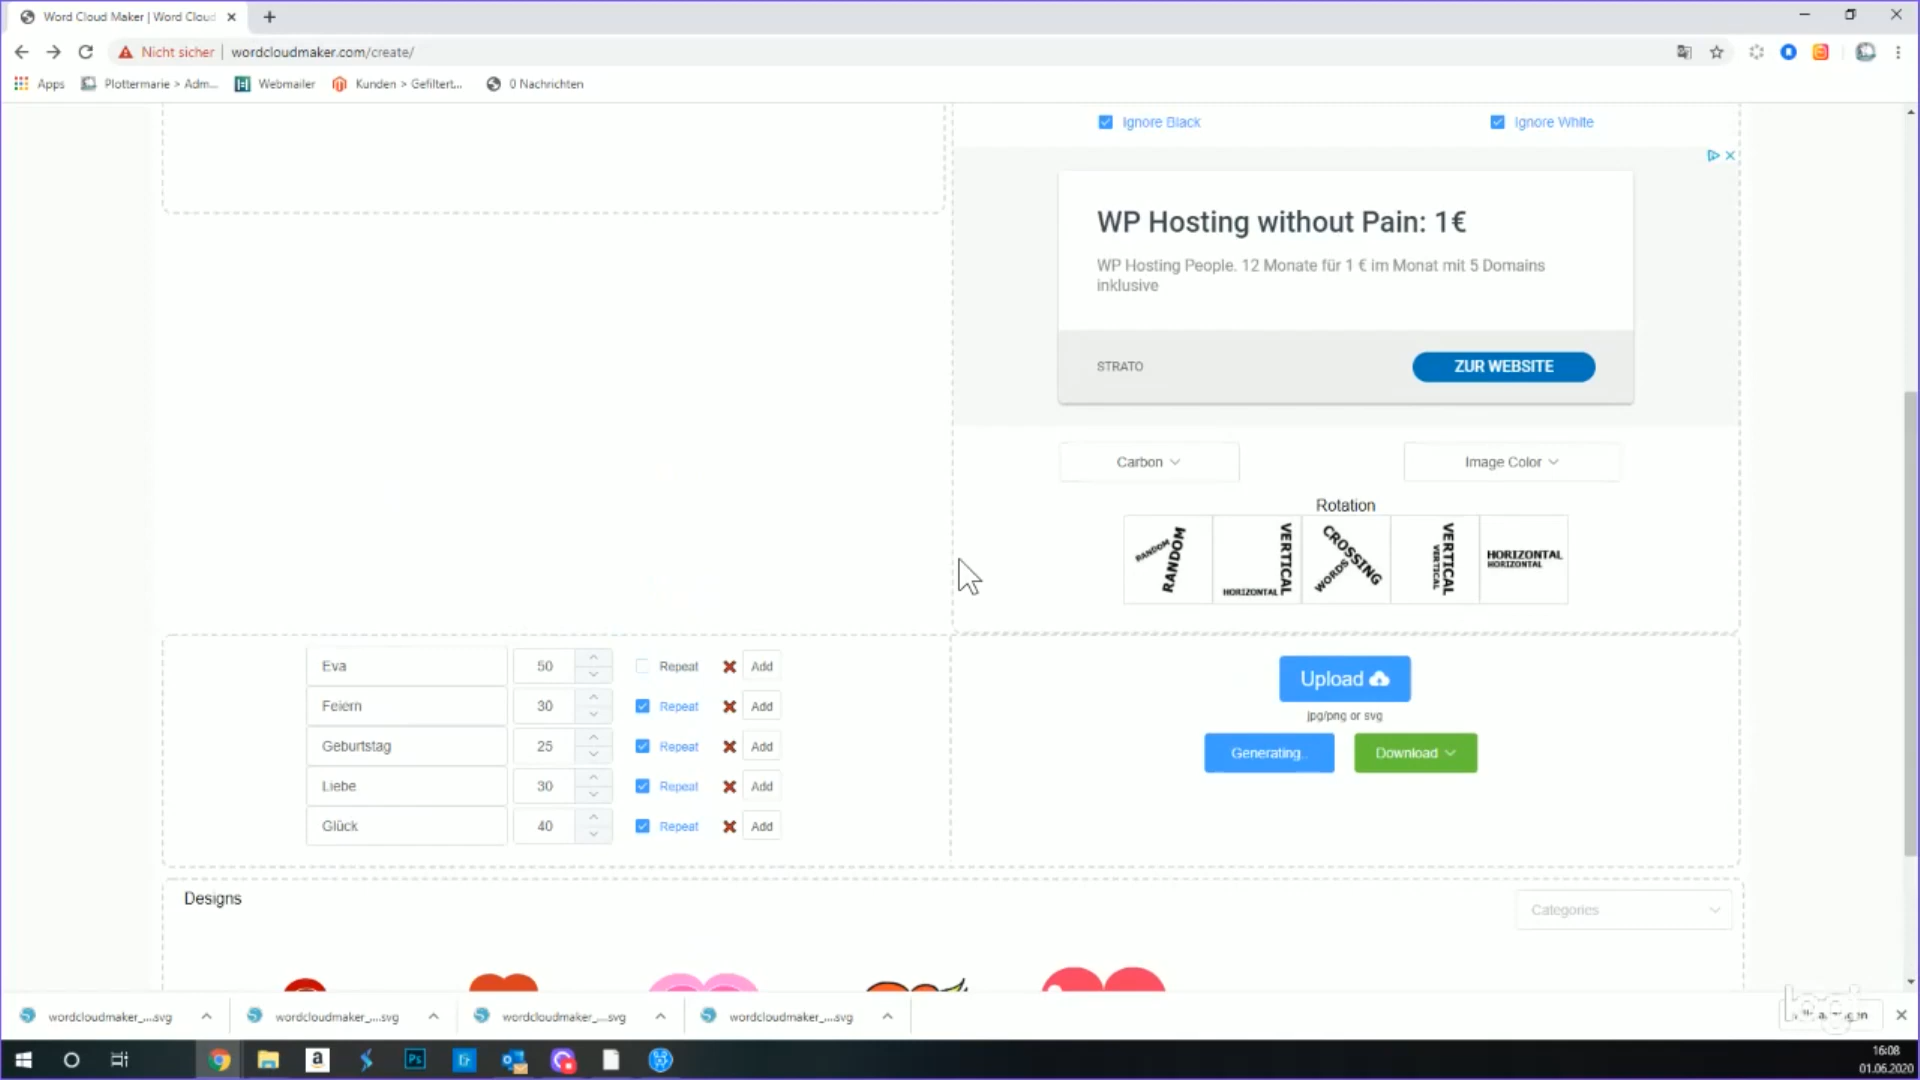 Word Cloud Maker | Word Cloud
Nicht sicher
wordcloudmaker.com/create/
Apps
Plottermarie > Adm...
Webmailer
Kunden > Gefiltert...
0 Nachrichten
Ignore Black
Ignore White
WP Hosting without Pain: 1€
WP Hosting People. 12 Monate für 1 € im Monat mit 5 Domains
inklusive
STRATO
ZUR WEBSITE
Carbon
Image Color
Rotation
RANDOM
RANDOM
VERTICAL
HORIZONTAL
CROSSING
WORDS
VERTICAL
VERTICAL
HORIZONTAL
HORIZONTAL
Eva 50 Repeat Add
Feiern 30 Repeat Add
Geburtstag 25 Repeat Add
Liebe 30 Repeat Add
Glück 40 Repeat Add
Upload
jpg/png or svg
Generating..
Download
Designs
Categories
wordcloudmaker_....svg
wordcloudmaker_....svg
wordcloudmaker_....svg
wordcloudmaker_....svg
logi
a
Ps
16:08
01.06.2020